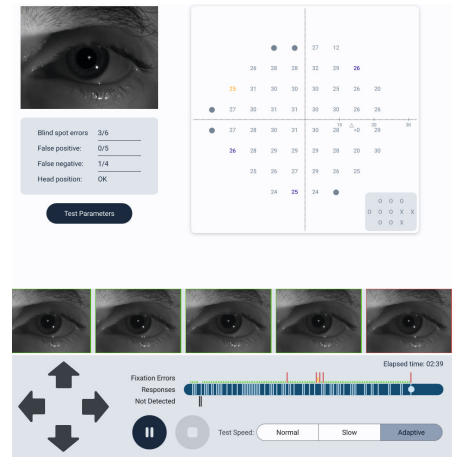 27 12
26 28 28 32 29 26
25 31 30 30 30 25 26 20
27 30 31 31 30 30 26 26
15 30
27 28 30 31 30 28 <0 29
26 28 29 29 29 28 20 30
25 26 27 29 26 25
24 25 24
O O O
O O O X X
O O X
Blind spot errors 3/6
False positive: 0/5
False negative: 1/4
Head position: OK
Test Parameters
Elapsed time: 02:39
Fixation Errors
Responses
Not Detected
Test Speed: Normal Slow Adaptive